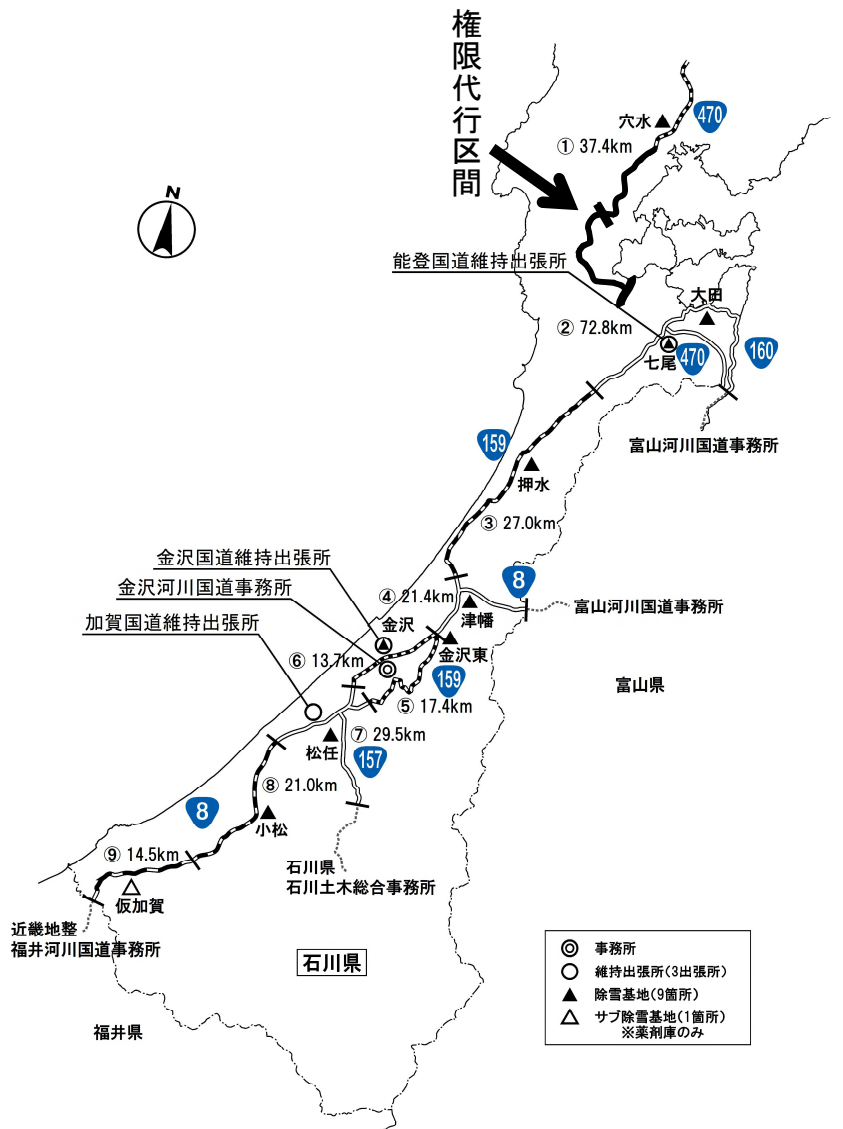 権限代行区間
N
穴水
470
① 37.4km
能登国道維持出張所
大田
② 72.8km
七尾
470
160
富山河川国道事務所
159
押水
③ 27.0km
金沢国道維持出張所
金沢河川国道事務所
加賀国道維持出張所
④ 21.4km
8
津幡
富山河川国道事務所
金沢
金沢東
⑥ 13.7km
159
富山県
⑤ 17.4km
松任
⑦ 29.5km
157
⑧ 21.0km
8
小松
⑨ 14.5km
仮加賀
石川県
石川土木総合事務所
近畿地整
福井河川国道事務所
石川県
福井県
事務所
維持出張所(3出張所)
除雪基地(9箇所)
サブ除雪基地(1箇所)
※薬剤庫のみ